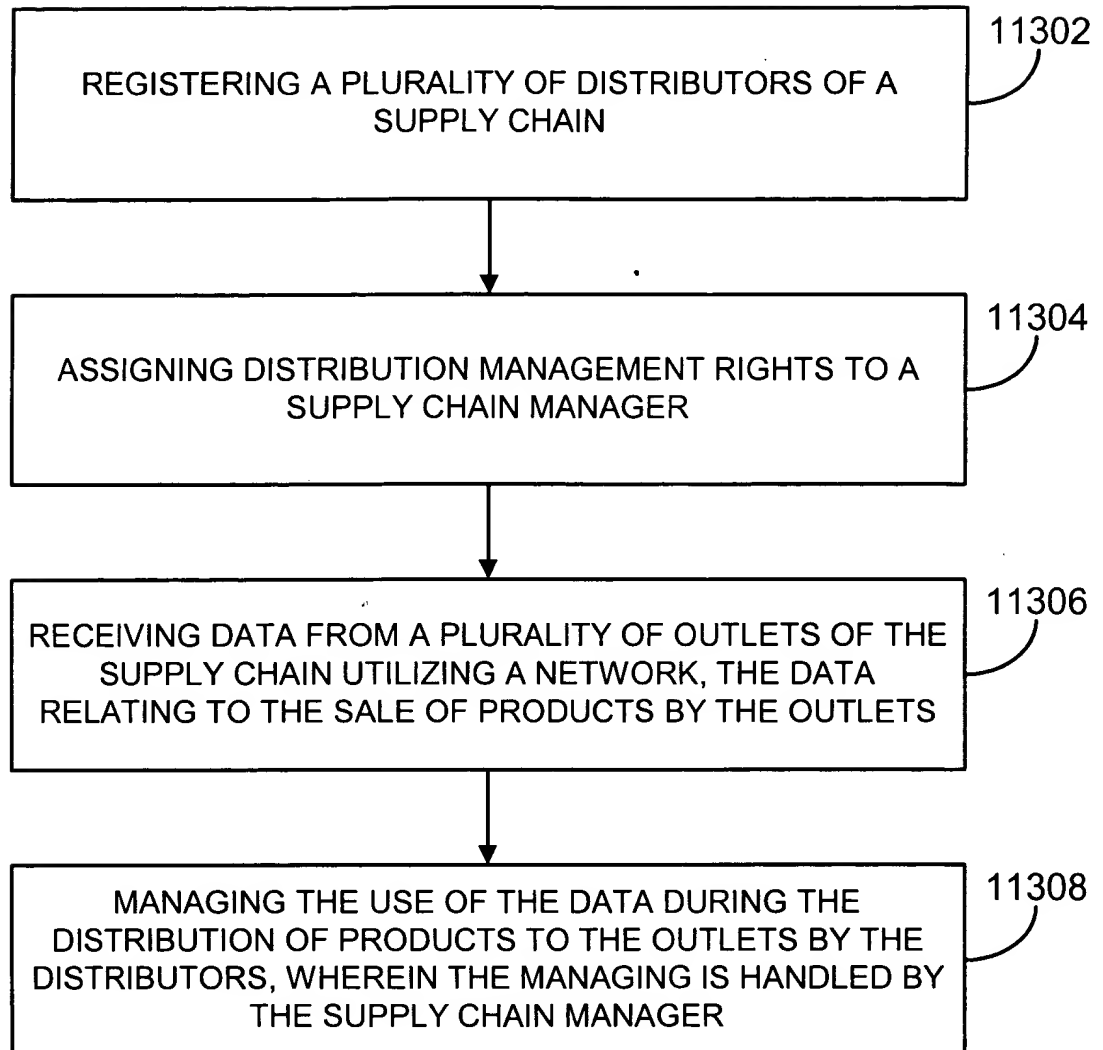 11302
REGISTERING A PLURALITY OF DISTRIBUTORS OF A
SUPPLY CHAIN
11304
ASSIGNING DISTRIBUTION MANAGEMENT RIGHTS TO A
SUPPLY CHAIN MANAGER
11306
RECEIVING DATA FROM A PLURALITY OF OUTLETS OF THE
SUPPLY CHAIN UTILIZING A NETWORK, THE DATA
RELATING TO THE SALE OF PRODUCTS BY THE OUTLETS
11308
MANAGING THE USE OF THE DATA DURING THE
DISTRIBUTION OF PRODUCTS TO THE OUTLETS BY THE
DISTRIBUTORS, WHEREIN THE MANAGING IS HANDLED BY
THE SUPPLY CHAIN MANAGER